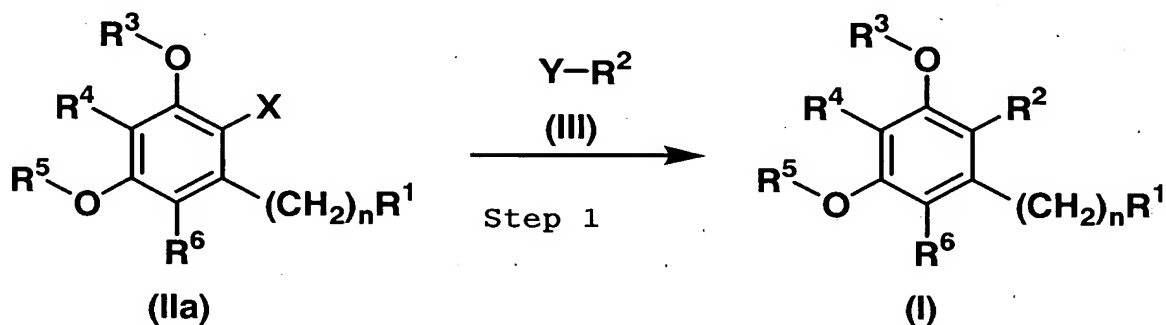 R³ O R⁴ X R⁵ O R⁶ (CH₂)ₙR¹
(IIa)
Y–R²
(III)
Step 1
R³ O R⁴ R² R⁵ O R⁶ (CH₂)ₙR¹
(I)